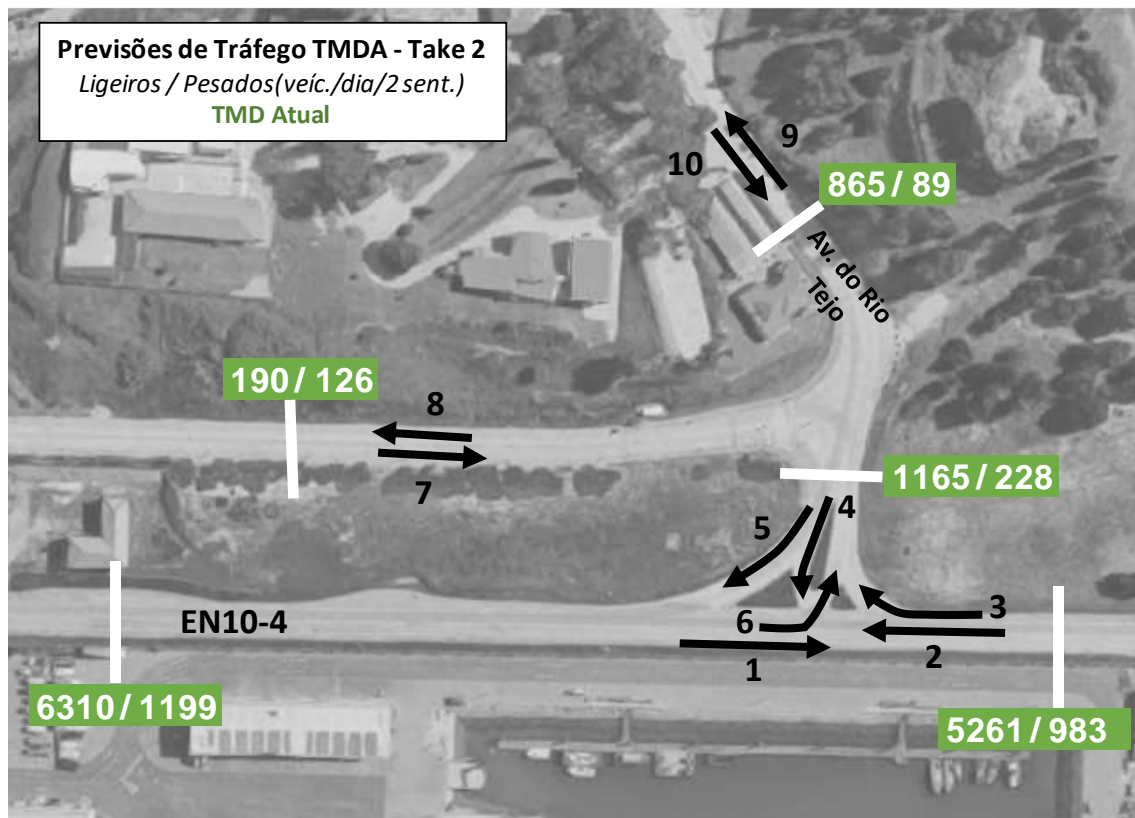 Previsões de Tráfego TMDA - Take 2
Ligeiros / Pesados(veíc./dia/2 sent.)
TMD Atual
9
10
865 / 89
Av. do Rio
Tejo
190 / 126
8
7
1165 / 228
4
5
3
EN10-4
6
2
1
6310 / 1199
5261 / 983